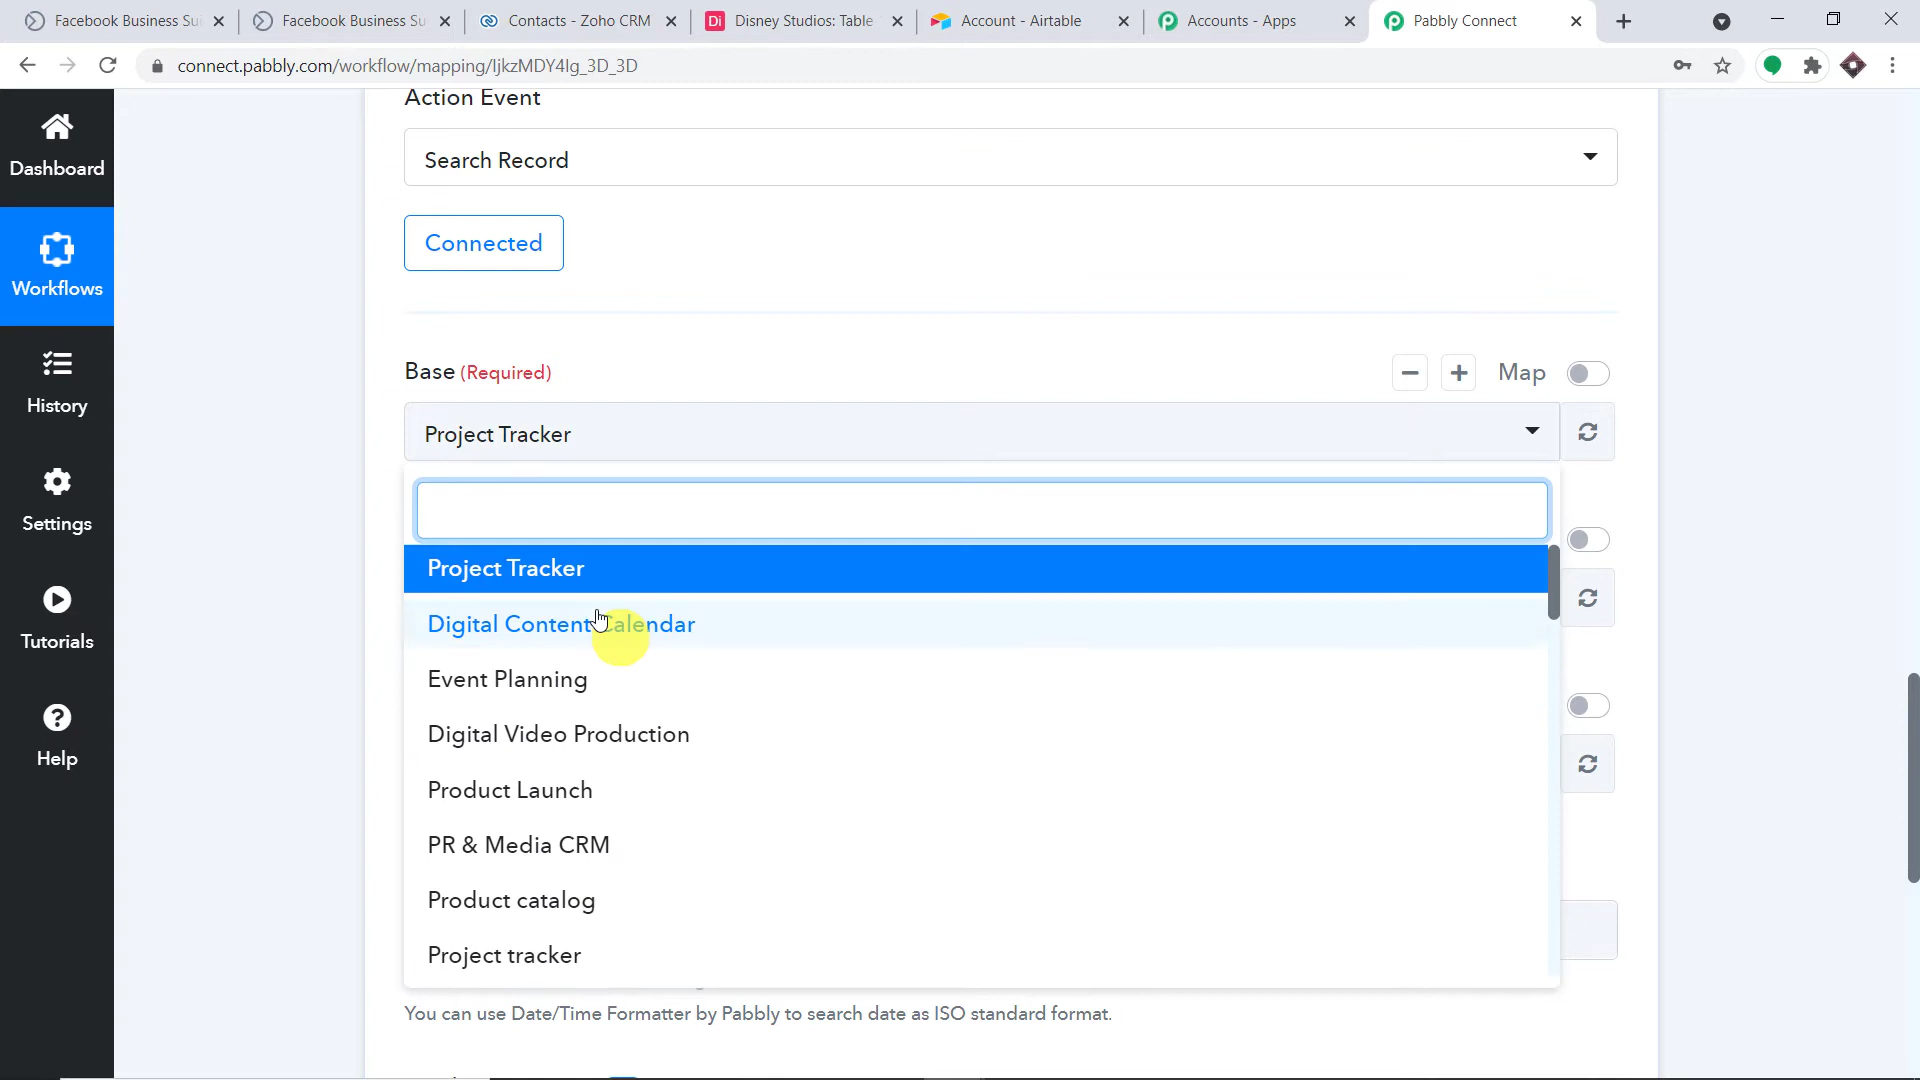 Facebook Business Sui
Facebook Business Su
Contacts - Zoho CRM
Di
Disney Studios: Table
Account - Airtable
Accounts - Apps
Pabbly Connect
connect.pabbly.com/workflow/mapping/IjkzMDY4Ig_3D_3D
Dashboard
Workflows
History
Settings
Tutorials
Help
Action Event
Search Record
Connected
Base (Required)
Map
Project Tracker
Project Tracker
Digital Content Calendar
Event Planning
Digital Video Production
Product Launch
PR & Media CRM
Product catalog
Project tracker
You can use Date/Time Formatter by Pabbly to search date as ISO standard format.